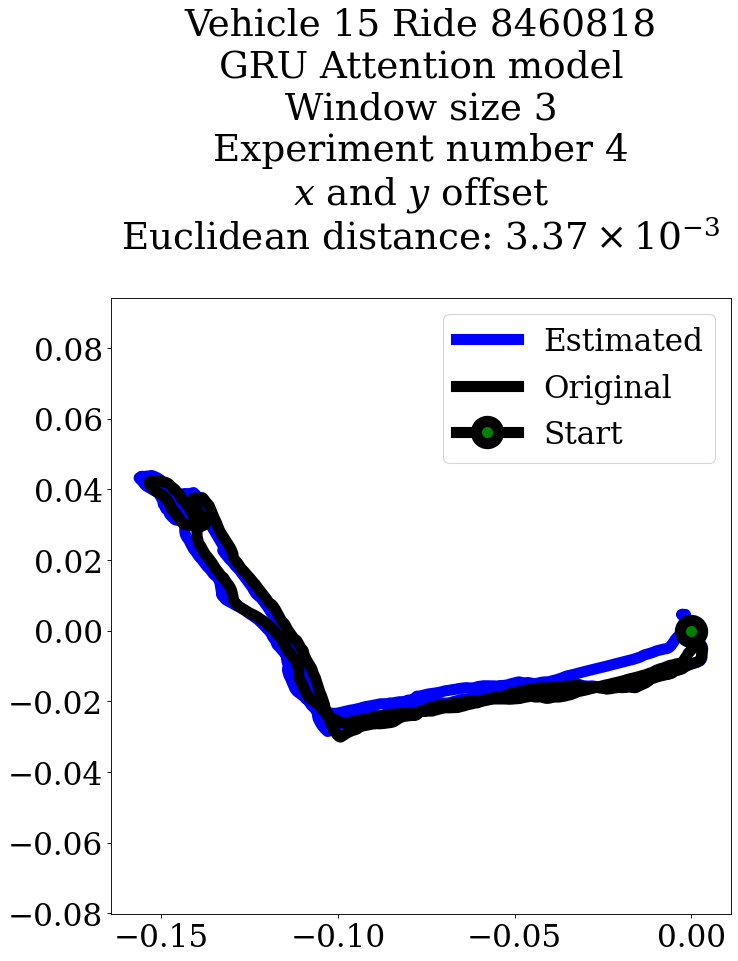 Vehicle 15 Ride 8460818
GRU Attention model
Window size 3
Experiment number 4
x and y offset
Euclidean distance: 3.37 × 10⁻³
Estimated
Original
Start
0.08
0.06
0.04
0.02
0.00
−0.02
−0.04
−0.06
−0.08
−0.15 −0.10 −0.05 0.00